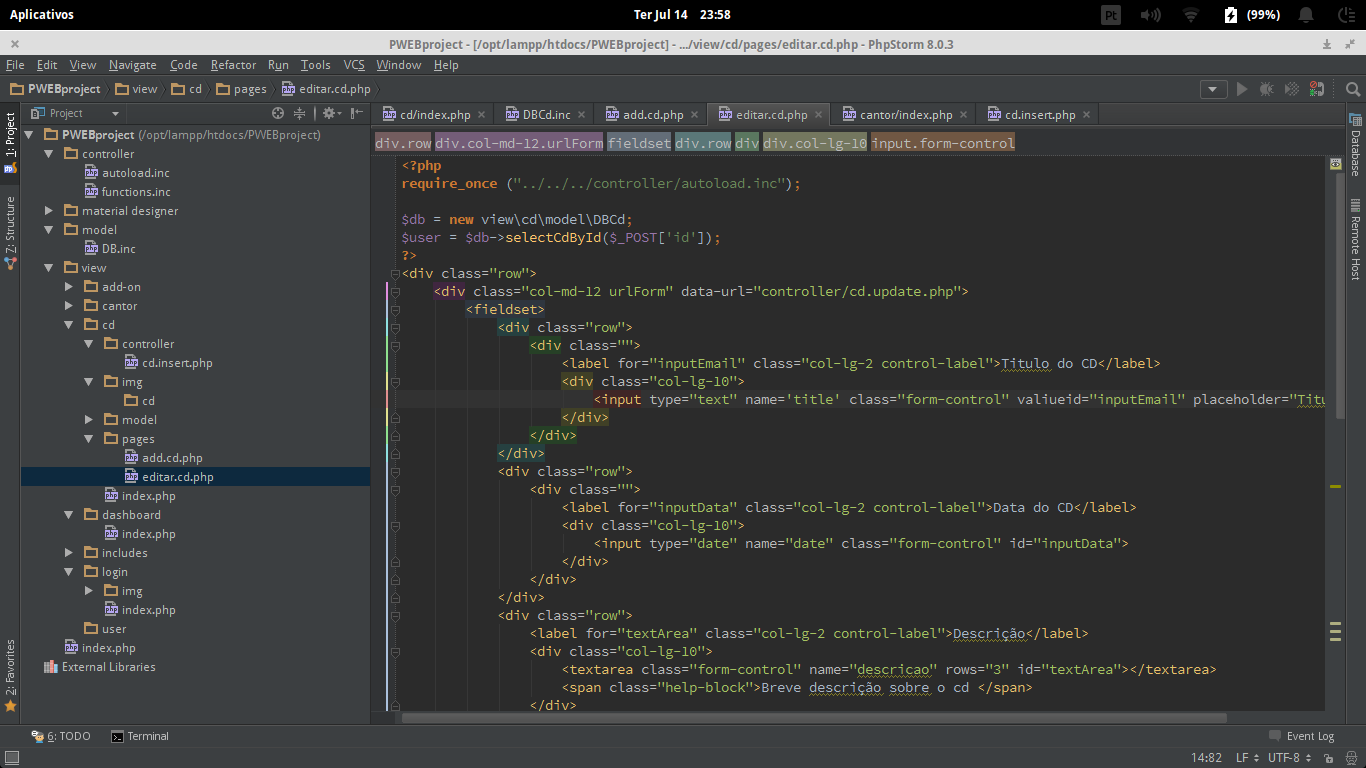 Aplicativos
Ter Jul 14 23:58
Pt
(99%)
PWEBproject - [/opt/lampp/htdocs/PWEBproject] - .../view/cd/pages/editar.cd.php - PhpStorm 8.0.3
File Edit View Navigate Code Refactor Run Tools VCS Window Help
PWEBproject view cd pages editar.cd.php
Project
cd/index.php DBCd.inc add.cd.php editar.cd.php cantor/index.php cd.insert.php
1: Project
Z: Structure
2: Favorites
PWEBproject (/opt/lampp/htdocs/PWEBproject)
controller
autoload.inc
functions.inc
material designer
model
DB.inc
view
add-on
cantor
cd
controller
cd.insert.php
img
cd
model
pages
add.cd.php
editar.cd.php
index.php
dashboard
index.php
includes
login
img
index.php
user
index.php
External Libraries
div.row div.col-md-12.urlForm fieldset div.row div div.col-lg-10 input.form-control
<?php
require_once ("../../../controller/autoload.inc");
$db = new view\cd\model\DBCd;
$user = $db->selectCdById($_POST['id']);
?>
<div class="row">
<div class="col-md-12 urlForm" data-url="controller/cd.update.php">
<fieldset>
<div class="row">
<div class="">
<label for="inputEmail" class="col-lg-2 control-label">Titulo do CD</label>
<div class="col-lg-10">
<input type="text" name='title' class="form-control" valiueid="inputEmail" placeholder="Titu
</div>
</div>
</div>
<div class="row">
<div class="">
<label for="inputData" class="col-lg-2 control-label">Data do CD</label>
<div class="col-lg-10">
<input type="date" name="date" class="form-control" id="inputData">
</div>
</div>
</div>
<div class="row">
<label for="textArea" class="col-lg-2 control-label">Descrição</label>
<div class="col-lg-10">
<textarea class="form-control" name="descricao" rows="3" id="textArea"></textarea>
<span class="help-block">Breve descrição sobre o cd </span>
</div>
Database
Remote Host
6: TODO Terminal
Event Log
14:82 LF UTF-8